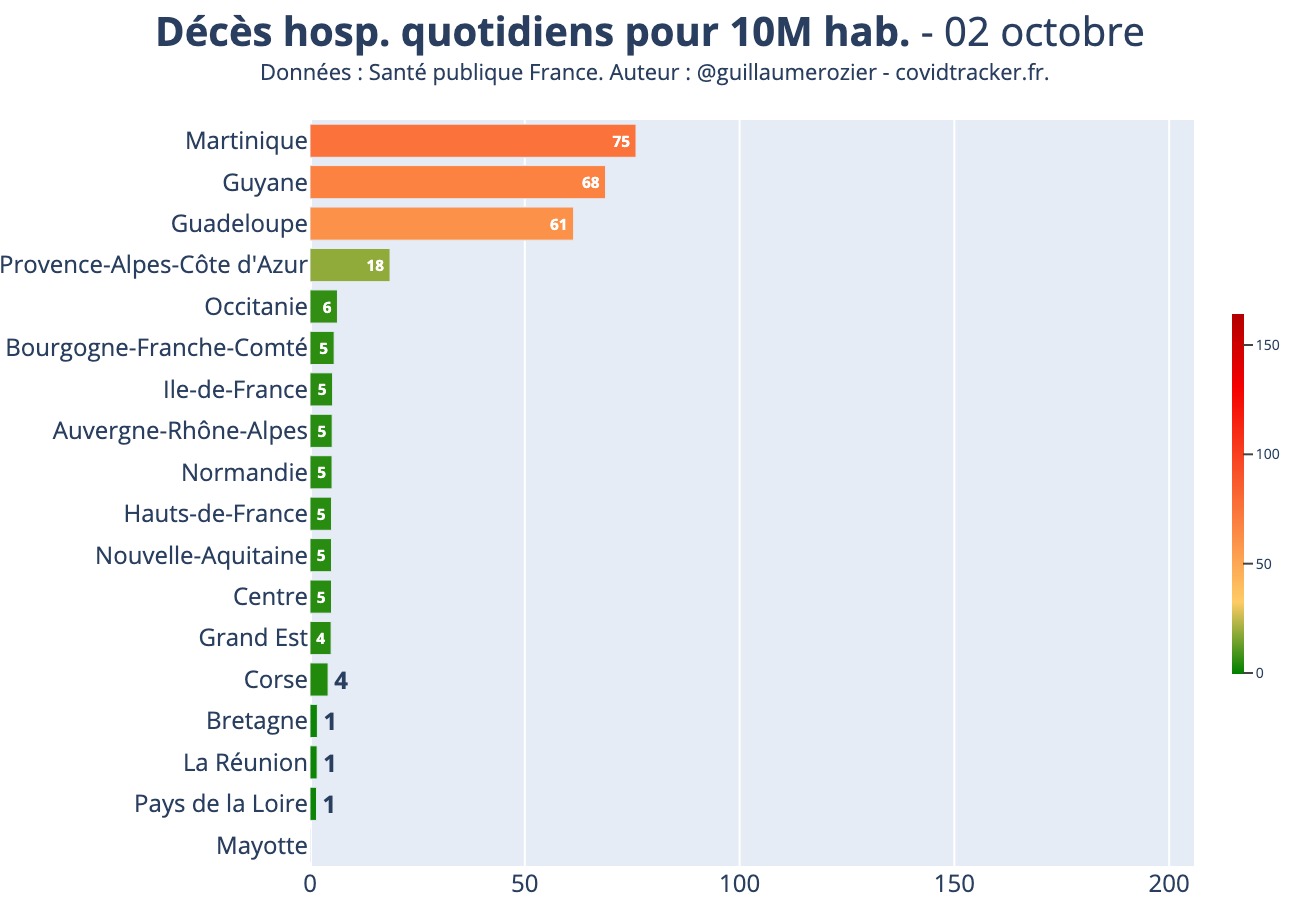 Décès hosp. quotidiens pour 10M hab. - 02 octobre
Données : Santé publique France. Auteur : @guillaumerozier - covidtracker.fr.
Martinique 75
Guyane 68
Guadeloupe 61
Provence-Alpes-Côte d'Azur 18
Occitanie 6
Bourgogne-Franche-Comté 5
Ile-de-France 5
Auvergne-Rhône-Alpes 5
Normandie 5
Hauts-de-France 5
Nouvelle-Aquitaine 5
Centre 5
Grand Est 4
Corse 4
Bretagne 1
La Réunion 1
Pays de la Loire 1
Mayotte
0 50 100 150 200
150
100
50
0